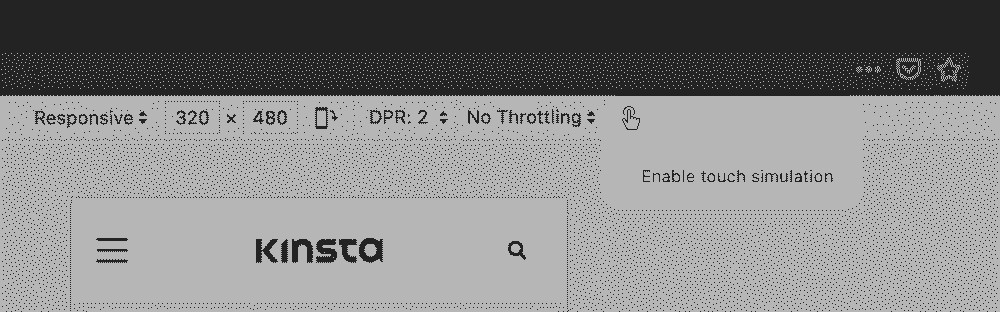 Responsive 320 × 480 DPR: 2 No Throttling
Enable touch simulation
Kinsta